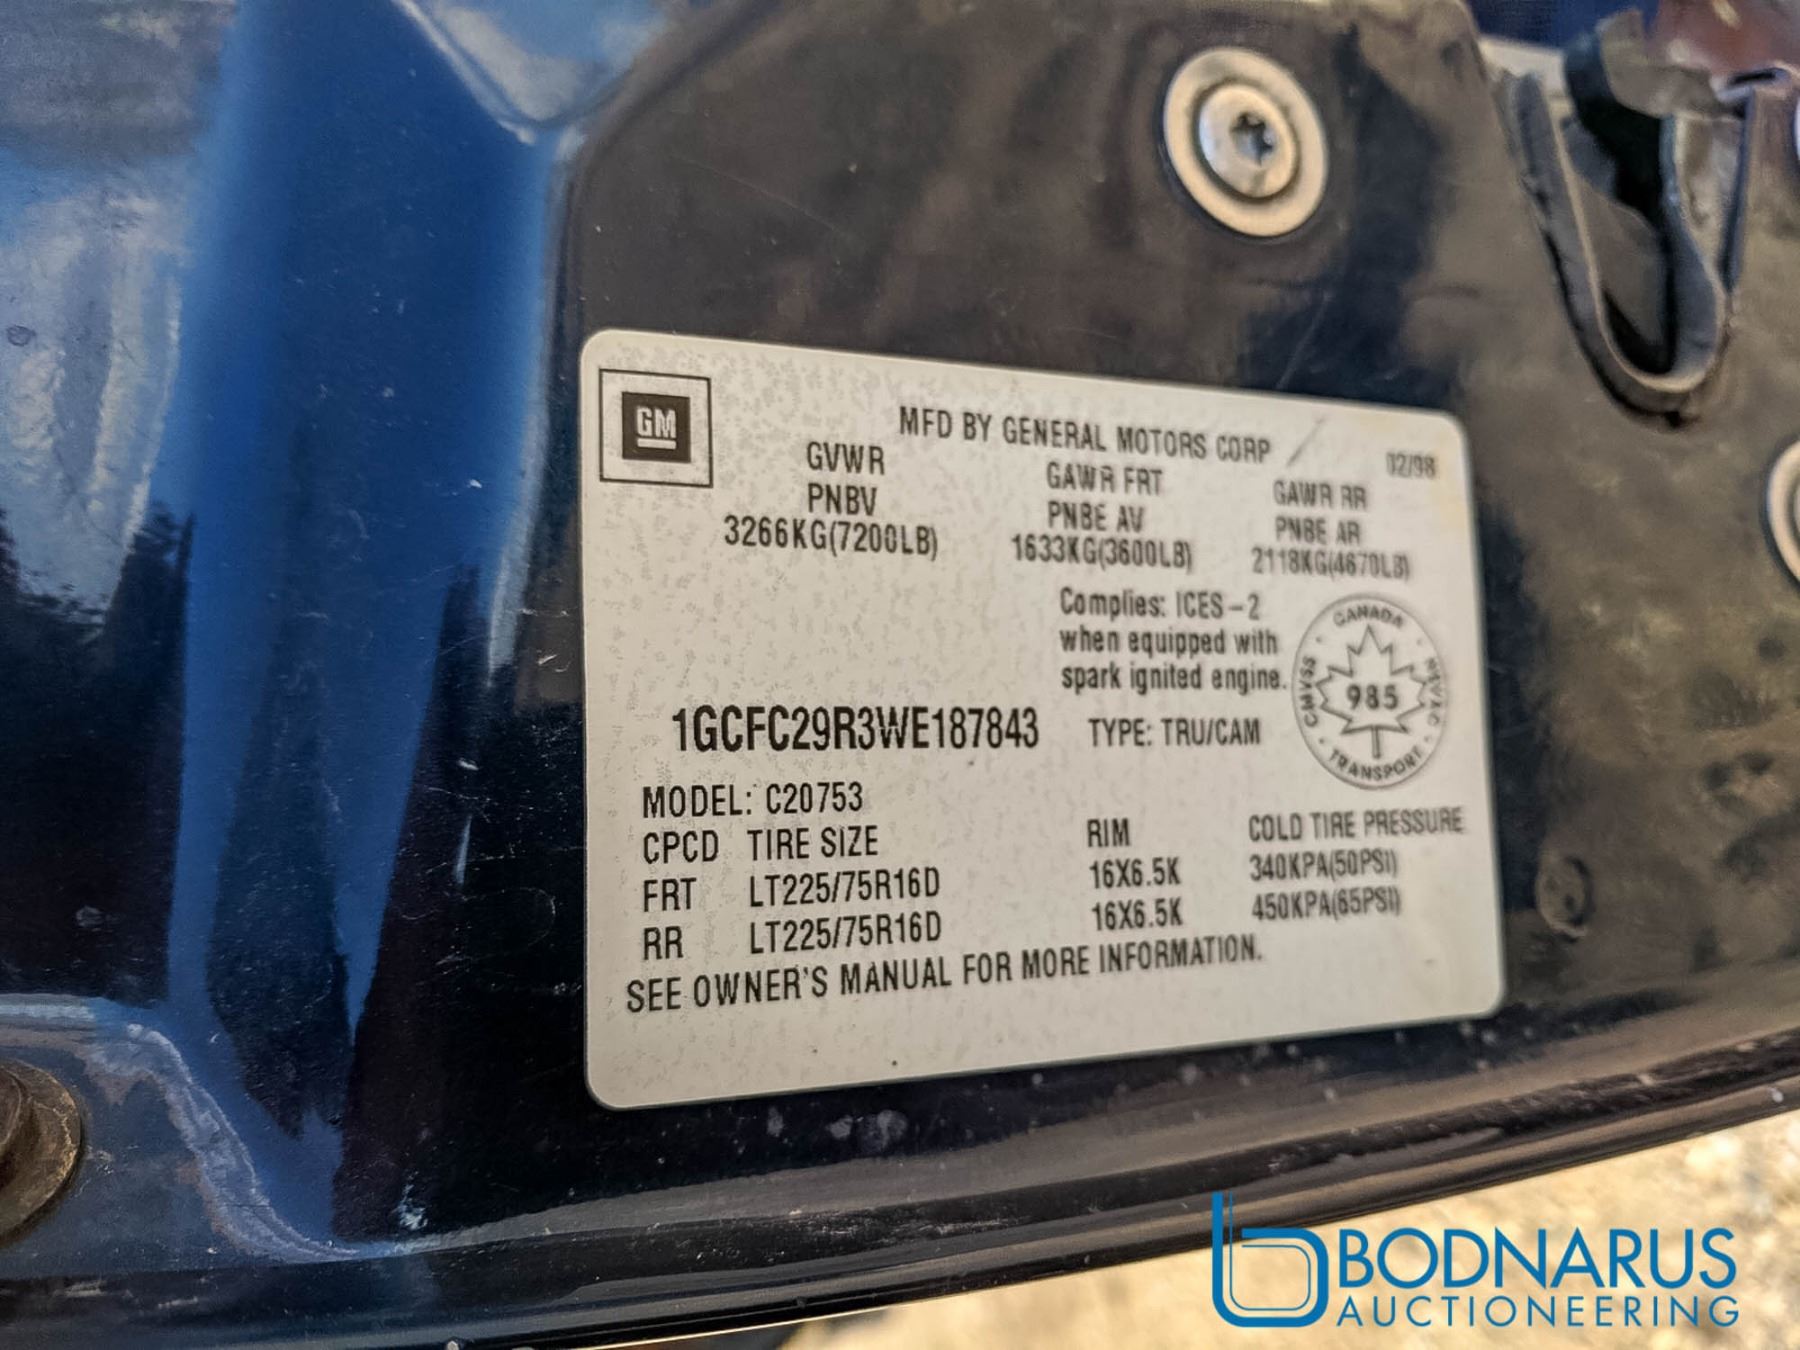 GM
MFD BY GENERAL MOTORS CORP
02/98
GVWR
GAWR FRT
GAWR RR
PNBV
PNBE AV
PNBE AR
3266KG(7200LB)
1633KG(3600LB)
2118KG(4670LB)
Complies: ICES-2
when equipped with
spark ignited engine.
CANADA
CMVSS
985
NSVAC
TRANSPORT
1GCFC29R3WE187843
TYPE: TRU/CAM
MODEL: C20753
CPCD TIRE SIZE RIM COLD TIRE PRESSURE
FRT LT225/75R16D 16X6.5K 340KPA(50PSI)
RR LT225/75R16D 16X6.5K 450KPA(65PSI)
SEE OWNER'S MANUAL FOR MORE INFORMATION.
BODNARUS
AUCTIONEERING